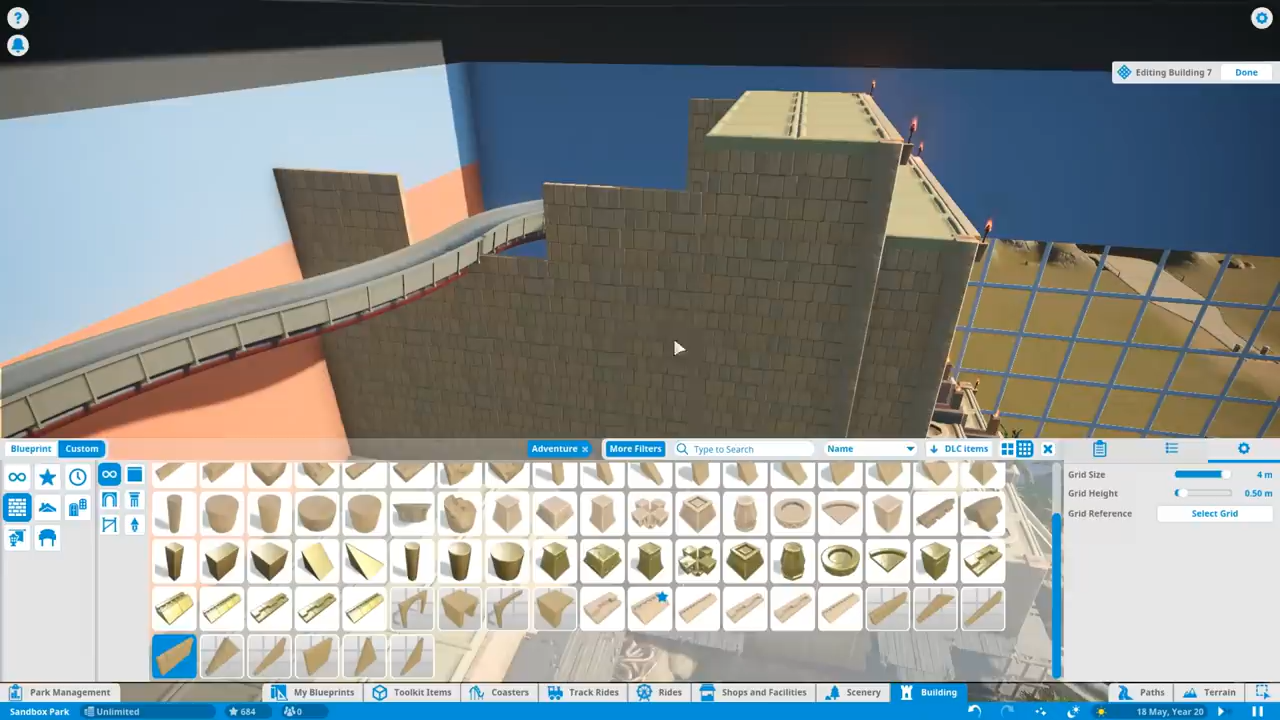 ?
Editing Building 7 Done
Blueprint Custom Adventure × More Filters Type to Search Name DLC items
Grid Size 4 m
Grid Height 0.50 m
Grid Reference Select Grid
Park Management My Blueprints Toolkit Items Coasters Track Rides Rides Shops and Facilities Scenery Building Paths Terrain
Sandbox Park Unlimited 684 0 18 May, Year 20